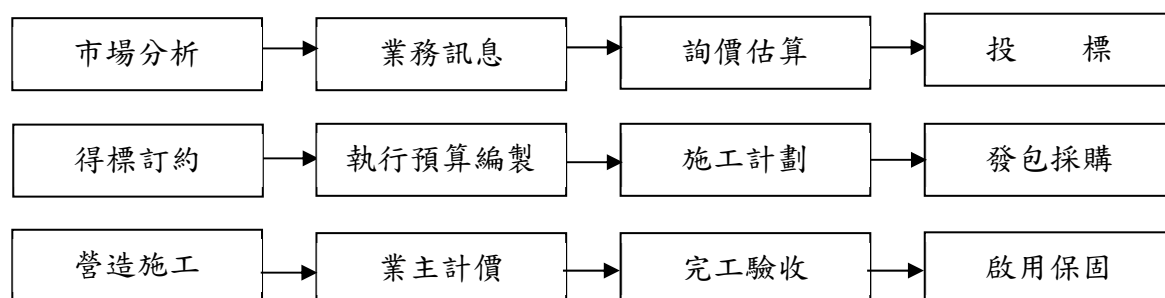 市場分析 業務訊息 詢價估算 投 標
得標訂約 執行預算編製 施工計劃 發包採購
營造施工 業主計價 完工驗收 啟用保固